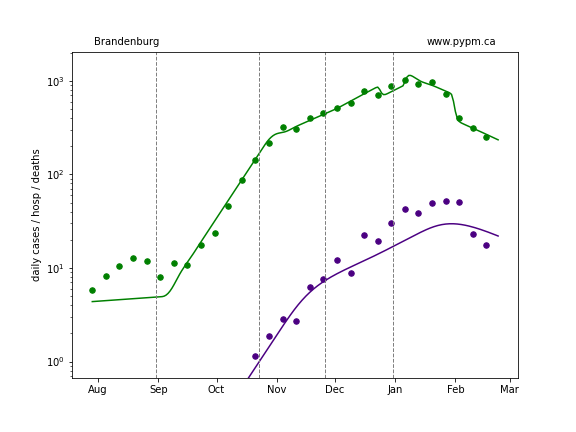 Brandenburg www.pypm.ca
daily cases / hosp / deaths
10³
10²
10¹
10⁰
Aug Sep Oct Nov Dec Jan Feb Mar